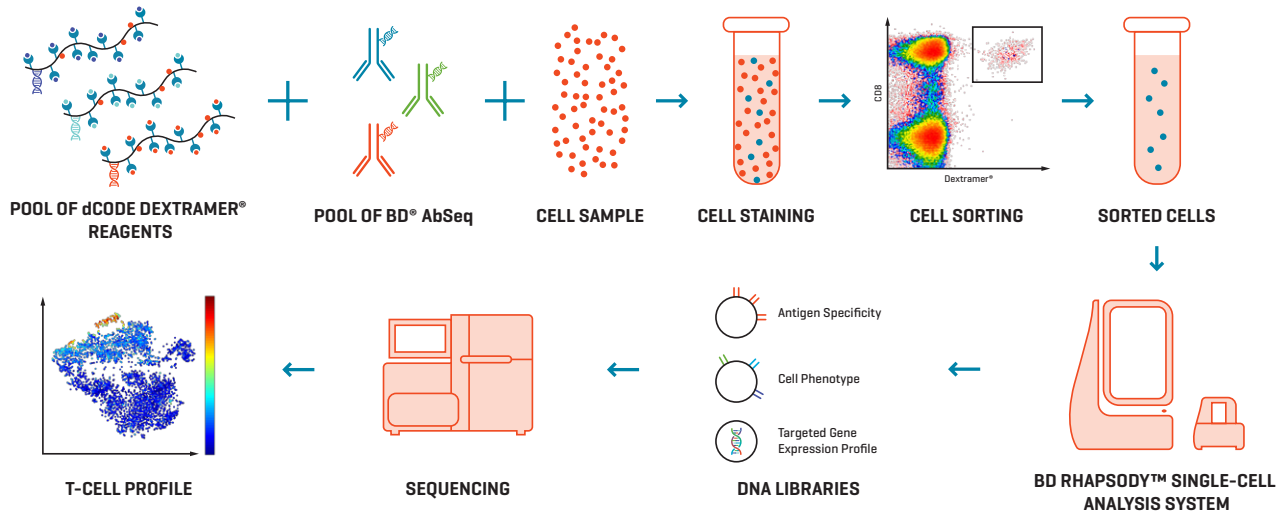 CD8
Dextramer®
POOL OF dCODE DEXTRAMER®
REAGENTS
POOL OF BD® AbSeq
CELL SAMPLE
CELL STAINING
CELL SORTING
SORTED CELLS
Antigen Specificity
Cell Phenotype
Targeted Gene
Expression Profile
T-CELL PROFILE
SEQUENCING
DNA LIBRARIES
BD RHAPSODY™ SINGLE-CELL
ANALYSIS SYSTEM